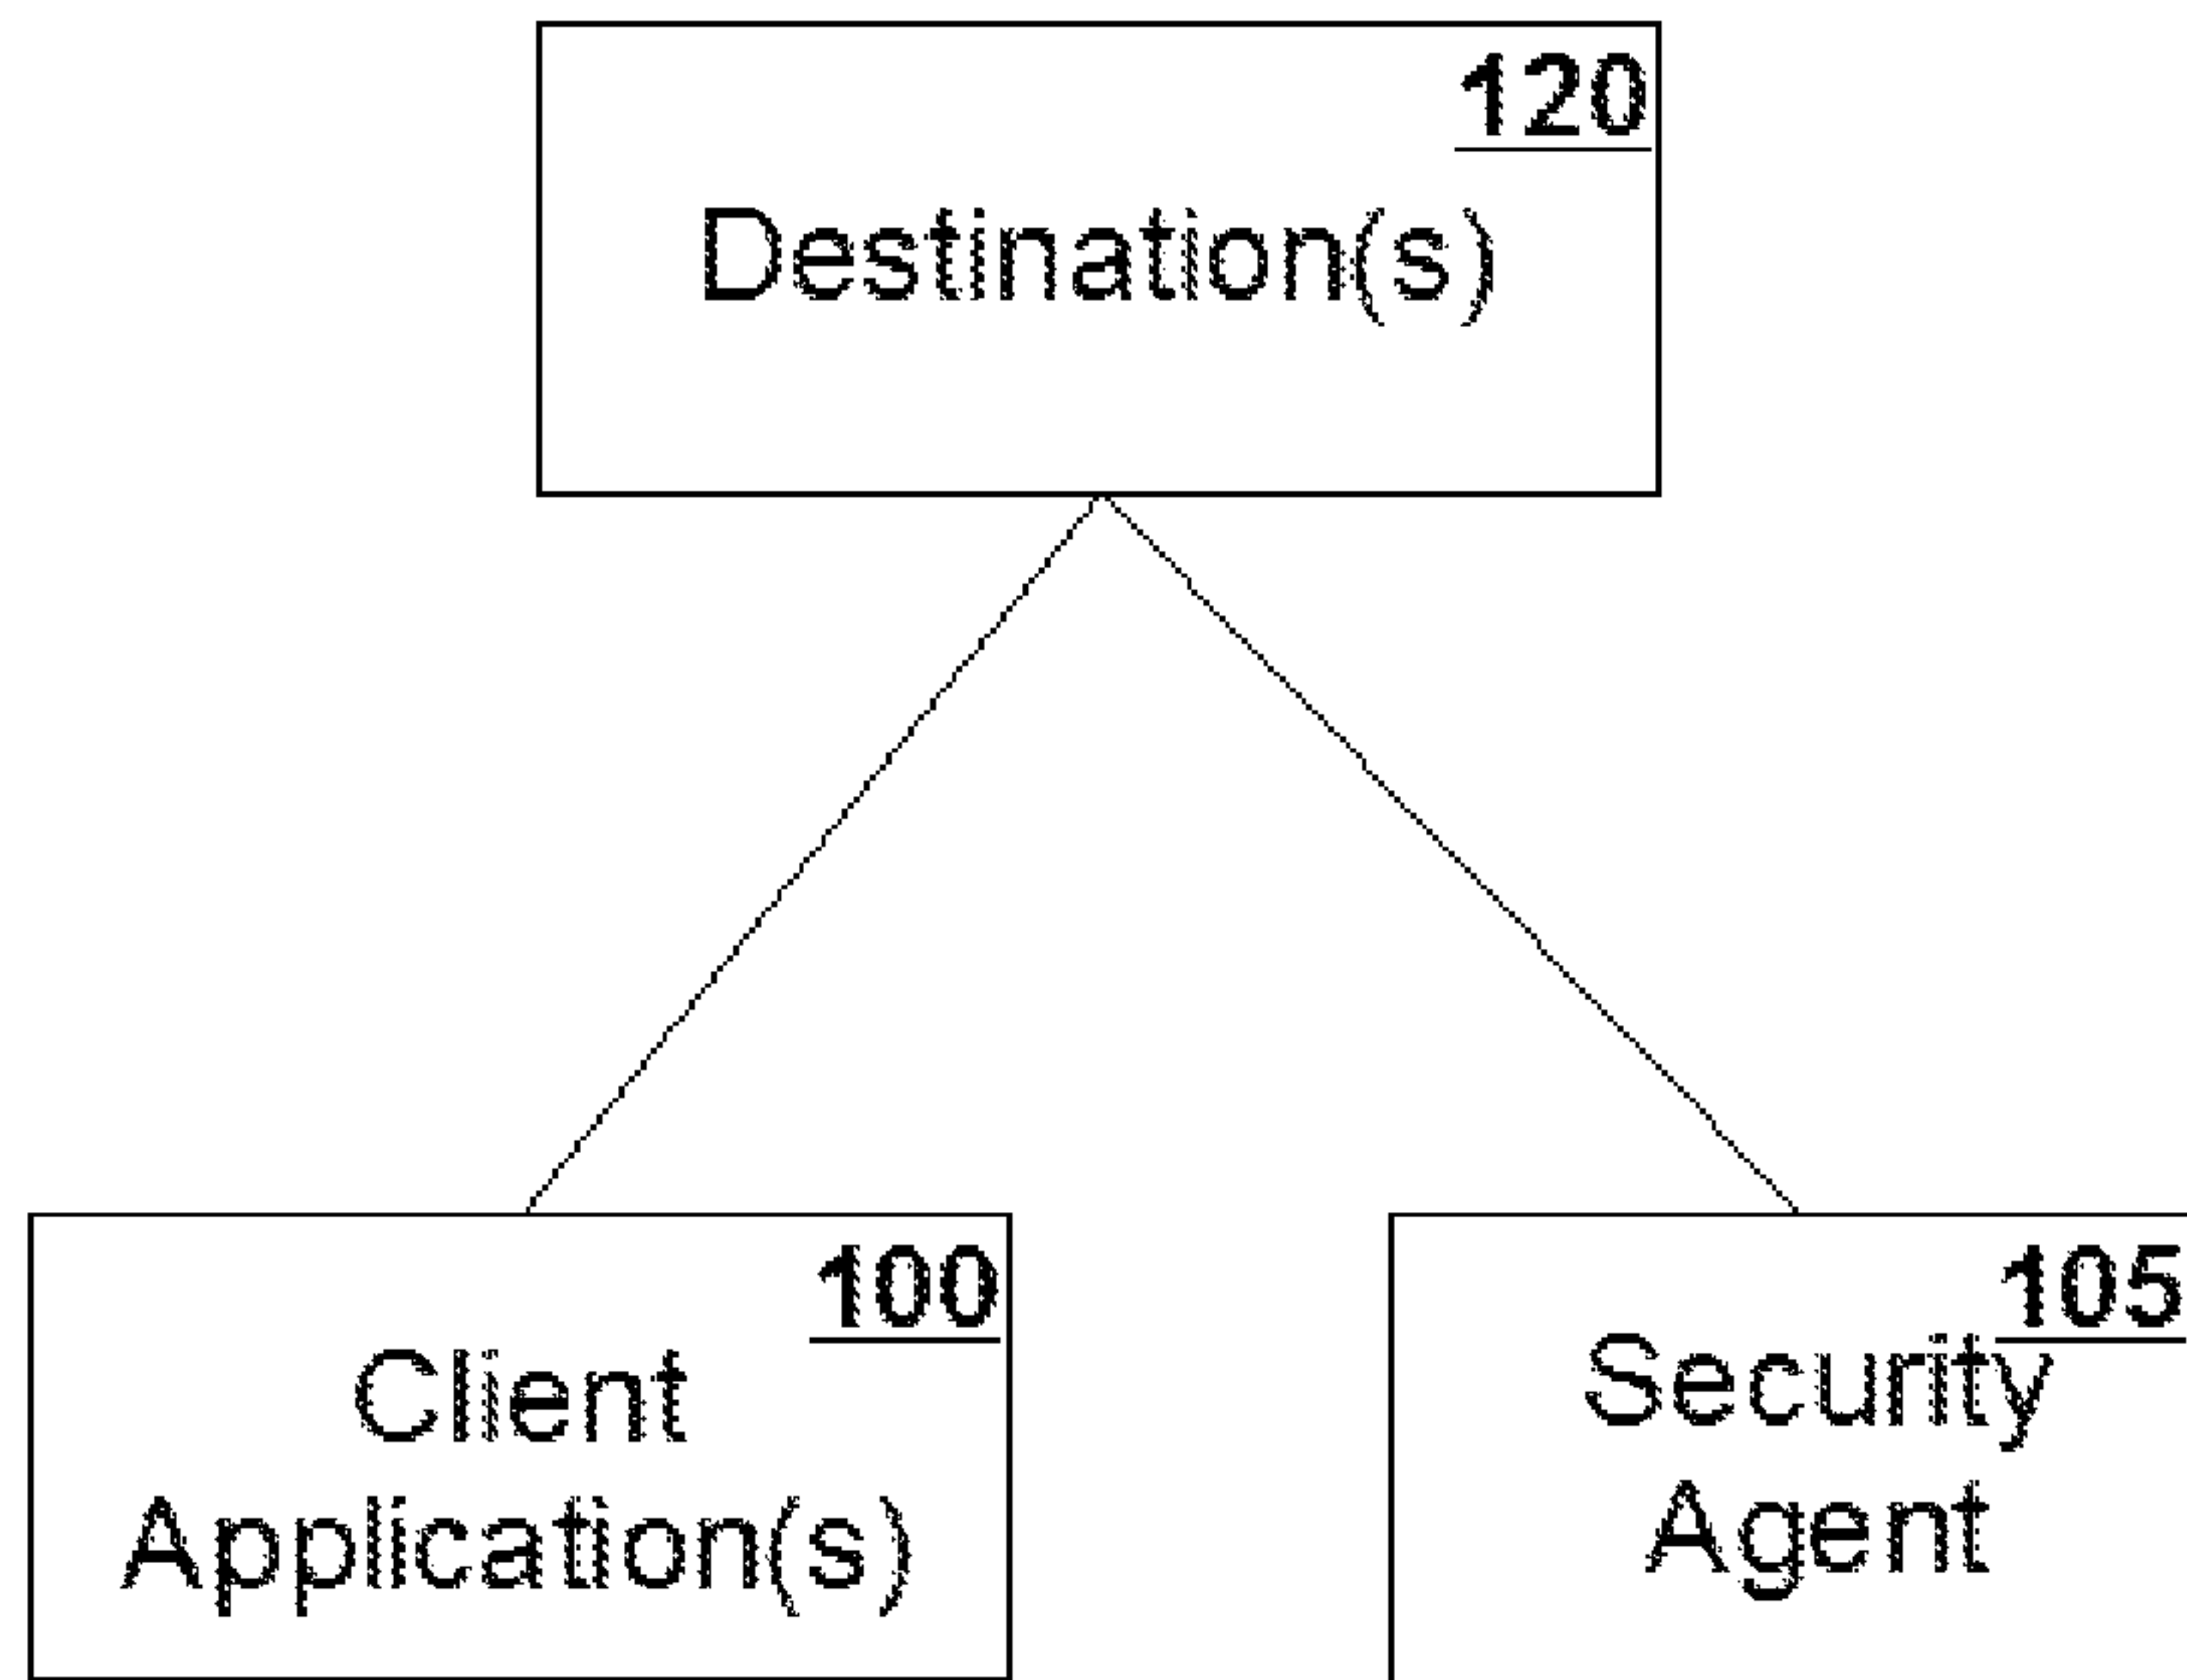 120
Destination(s)
100
Client
Application(s)
105
Security
Agent